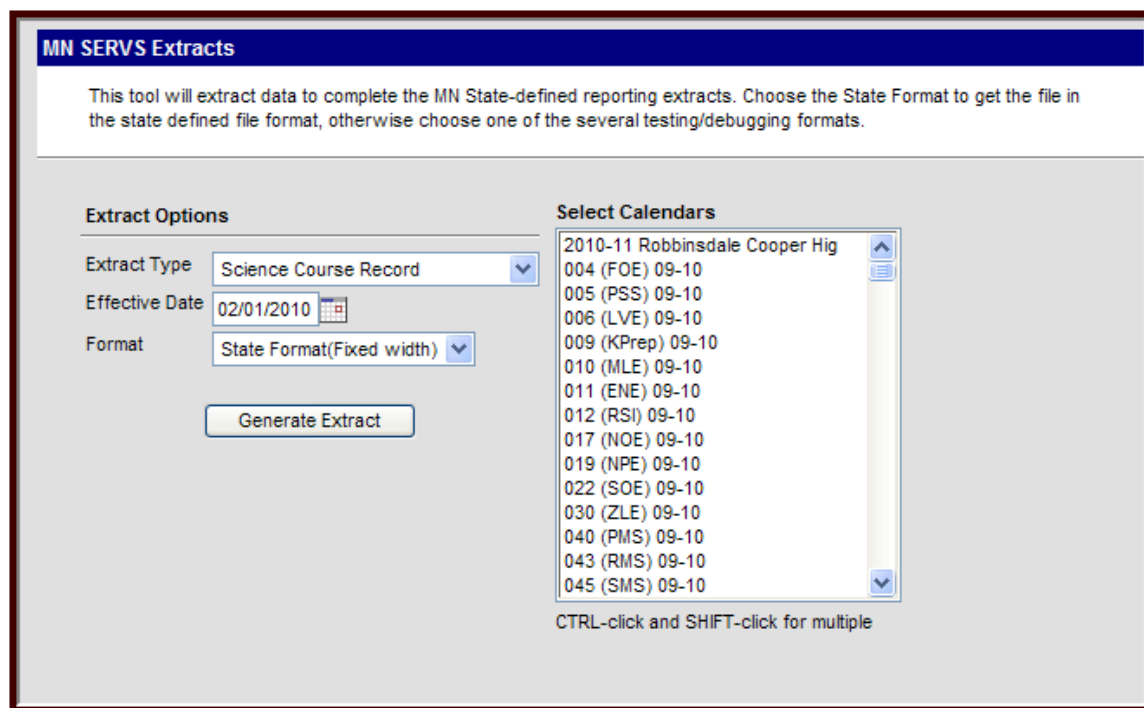 MN SERVS Extracts
This tool will extract data to complete the MN State-defined reporting extracts. Choose the State Format to get the file in
the state defined file format, otherwise choose one of the several testing/debugging formats.
Extract Options
Extract Type
Science Course Record
Effective Date
02/01/2010
Format
State Format(Fixed width)
Generate Extract
Select Calendars
2010-11 Robbinsdale Cooper Hig
004 (FOE) 09-10
005 (PSS) 09-10
006 (LVE) 09-10
009 (KPrep) 09-10
010 (MLE) 09-10
011 (ENE) 09-10
012 (RSI) 09-10
017 (NOE) 09-10
019 (NPE) 09-10
022 (SOE) 09-10
030 (ZLE) 09-10
040 (PMS) 09-10
043 (RMS) 09-10
045 (SMS) 09-10
CTRL-click and SHIFT-click for multiple